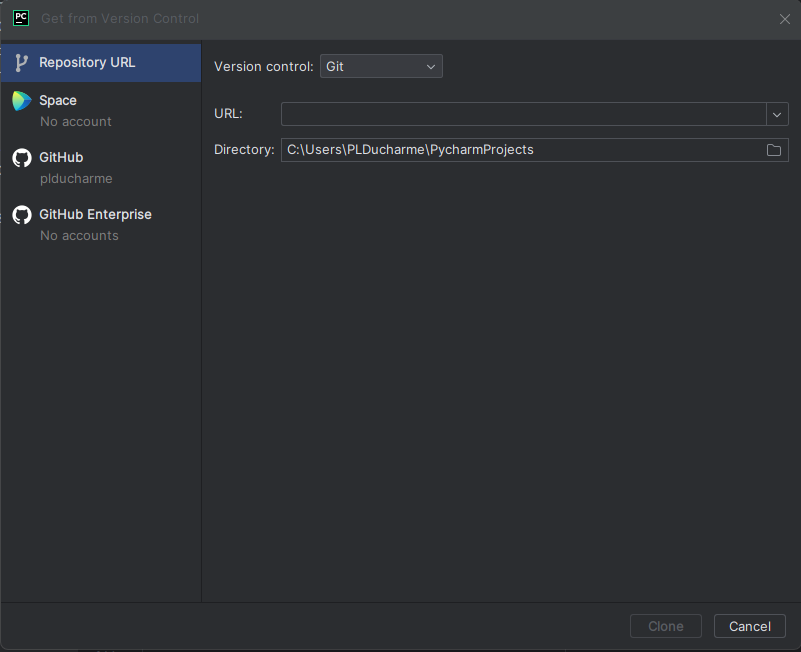 PC
Get from Version Control
Repository URL
Space
No account
GitHub
plducharme
GitHub Enterprise
No accounts
Version control: Git
URL:
Directory: C:\Users\PLDucharme\PycharmProjects
Clone
Cancel